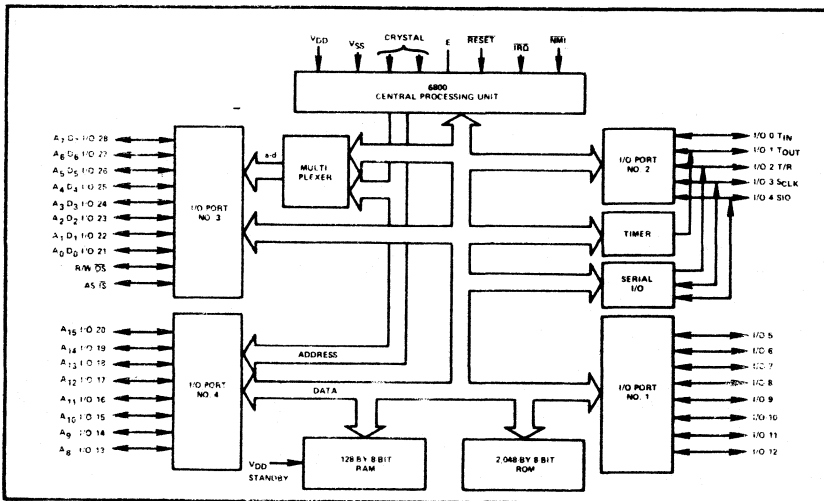 VDD
VSS
CRYSTAL
E
RESET
IRQ
NMI
6800
CENTRAL PROCESSING UNIT
A7 D7 I/O 28
A6 D6 I/O 27
A5 D5 I/O 26
A4 D4 I/O 25
A3 D3 I/O 24
A2 D2 I/O 23
A1 D1 I/O 22
A0 D0 I/O 21
R/W OS
AS IS
I/O PORT
NO. 3
a-d
MULTI
PLEXER
I/O PORT
NO. 2
I/O 0 TIN
I/O 1 TOUT
I/O 2 T/R
I/O 3 SCLK
I/O 4 SIO
TIMER
SERIAL
I/O
A15 I/O 20
A14 I/O 19
A13 I/O 18
A12 I/O 17
A11 I/O 16
A10 I/O 15
A9 I/O 14
A8 I/O 13
I/O PORT
NO. 4
ADDRESS
DATA
I/O PORT
NO. 1
I/O 5
I/O 6
I/O 7
I/O 8
I/O 9
I/O 10
I/O 11
I/O 12
VDD
STANDBY
128 BY 8 BIT
RAM
2,048 BY 8 BIT
ROM